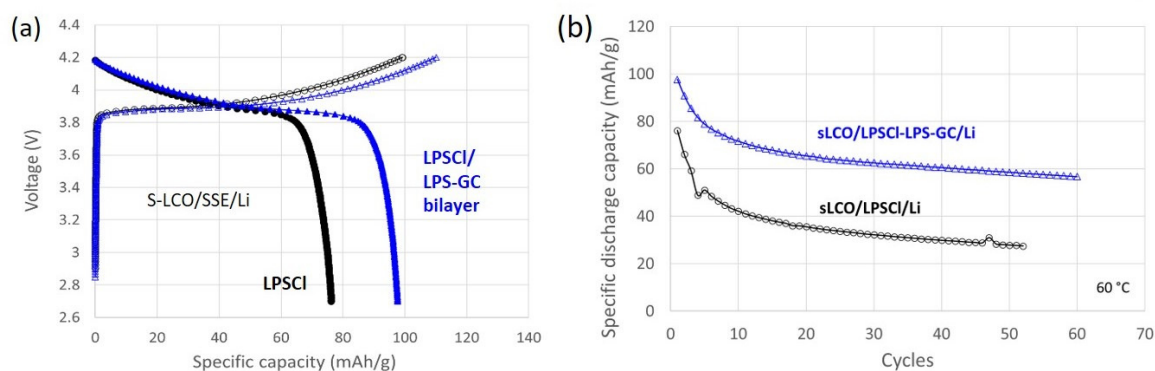 (a)
4.4
4.2
4
3.8
3.6
3.4
3.2
3
2.8
2.6
Voltage (V)
S-LCO/SSE/Li
LPSCl/
LPS-GC
bilayer
LPSCl
0 20 40 60 80 100 120 140
Specific capacity (mAh/g)
(b)
120
100
80
60
40
20
0
Specific discharge capacity (mAh/g)
sLCO/LPSCl-LPS-GC/Li
sLCO/LPSCl/Li
60 °C
0 10 20 30 40 50 60 70
Cycles